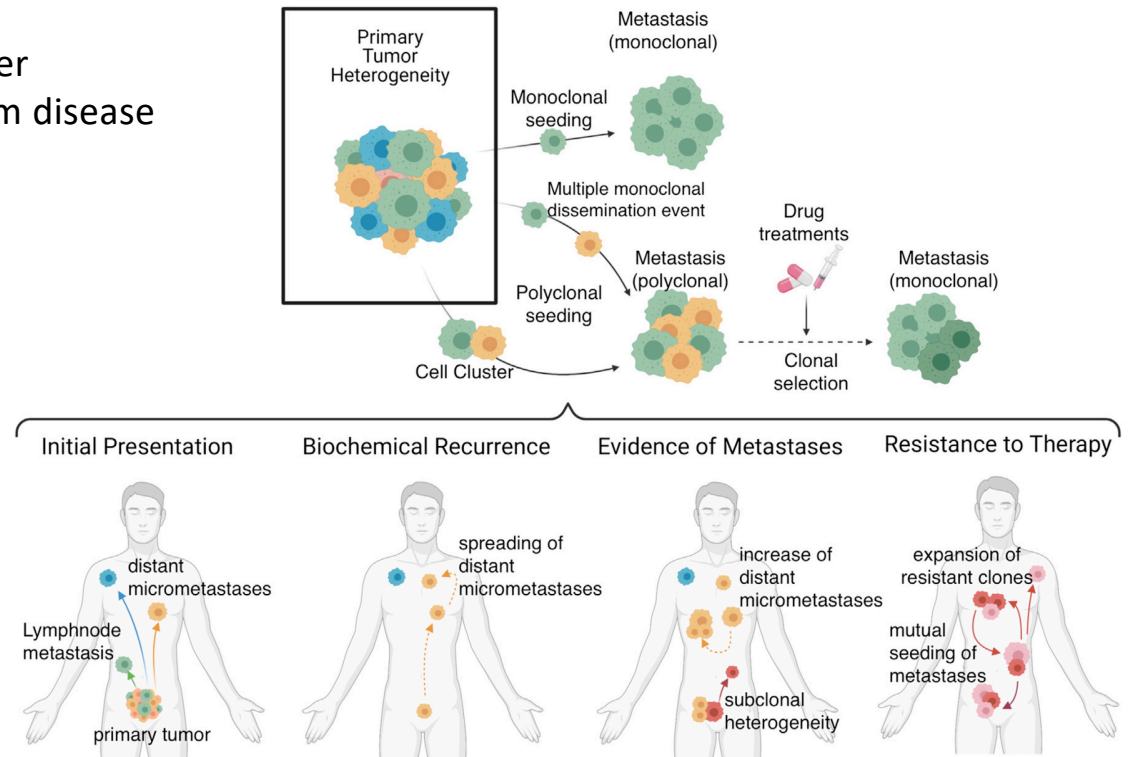 er
m disease
Primary
Tumor
Heterogeneity
Metastasis
(monoclonal)
Monoclonal
seeding
Multiple monoclonal
dissemination event
Drug
treatments
Metastasis
(polyclonal)
Metastasis
(monoclonal)
Polyclonal
seeding
Cell Cluster
Clonal
selection
Initial Presentation
distant
micrometastases
Lymphnode
metastasis
primary tumor
Biochemical Recurrence
spreading of
distant
micrometastases
Evidence of Metastases
increase of
distant
micrometastases
subclonal
heterogeneity
Resistance to Therapy
expansion of
resistant clones
mutual
seeding of
metastases